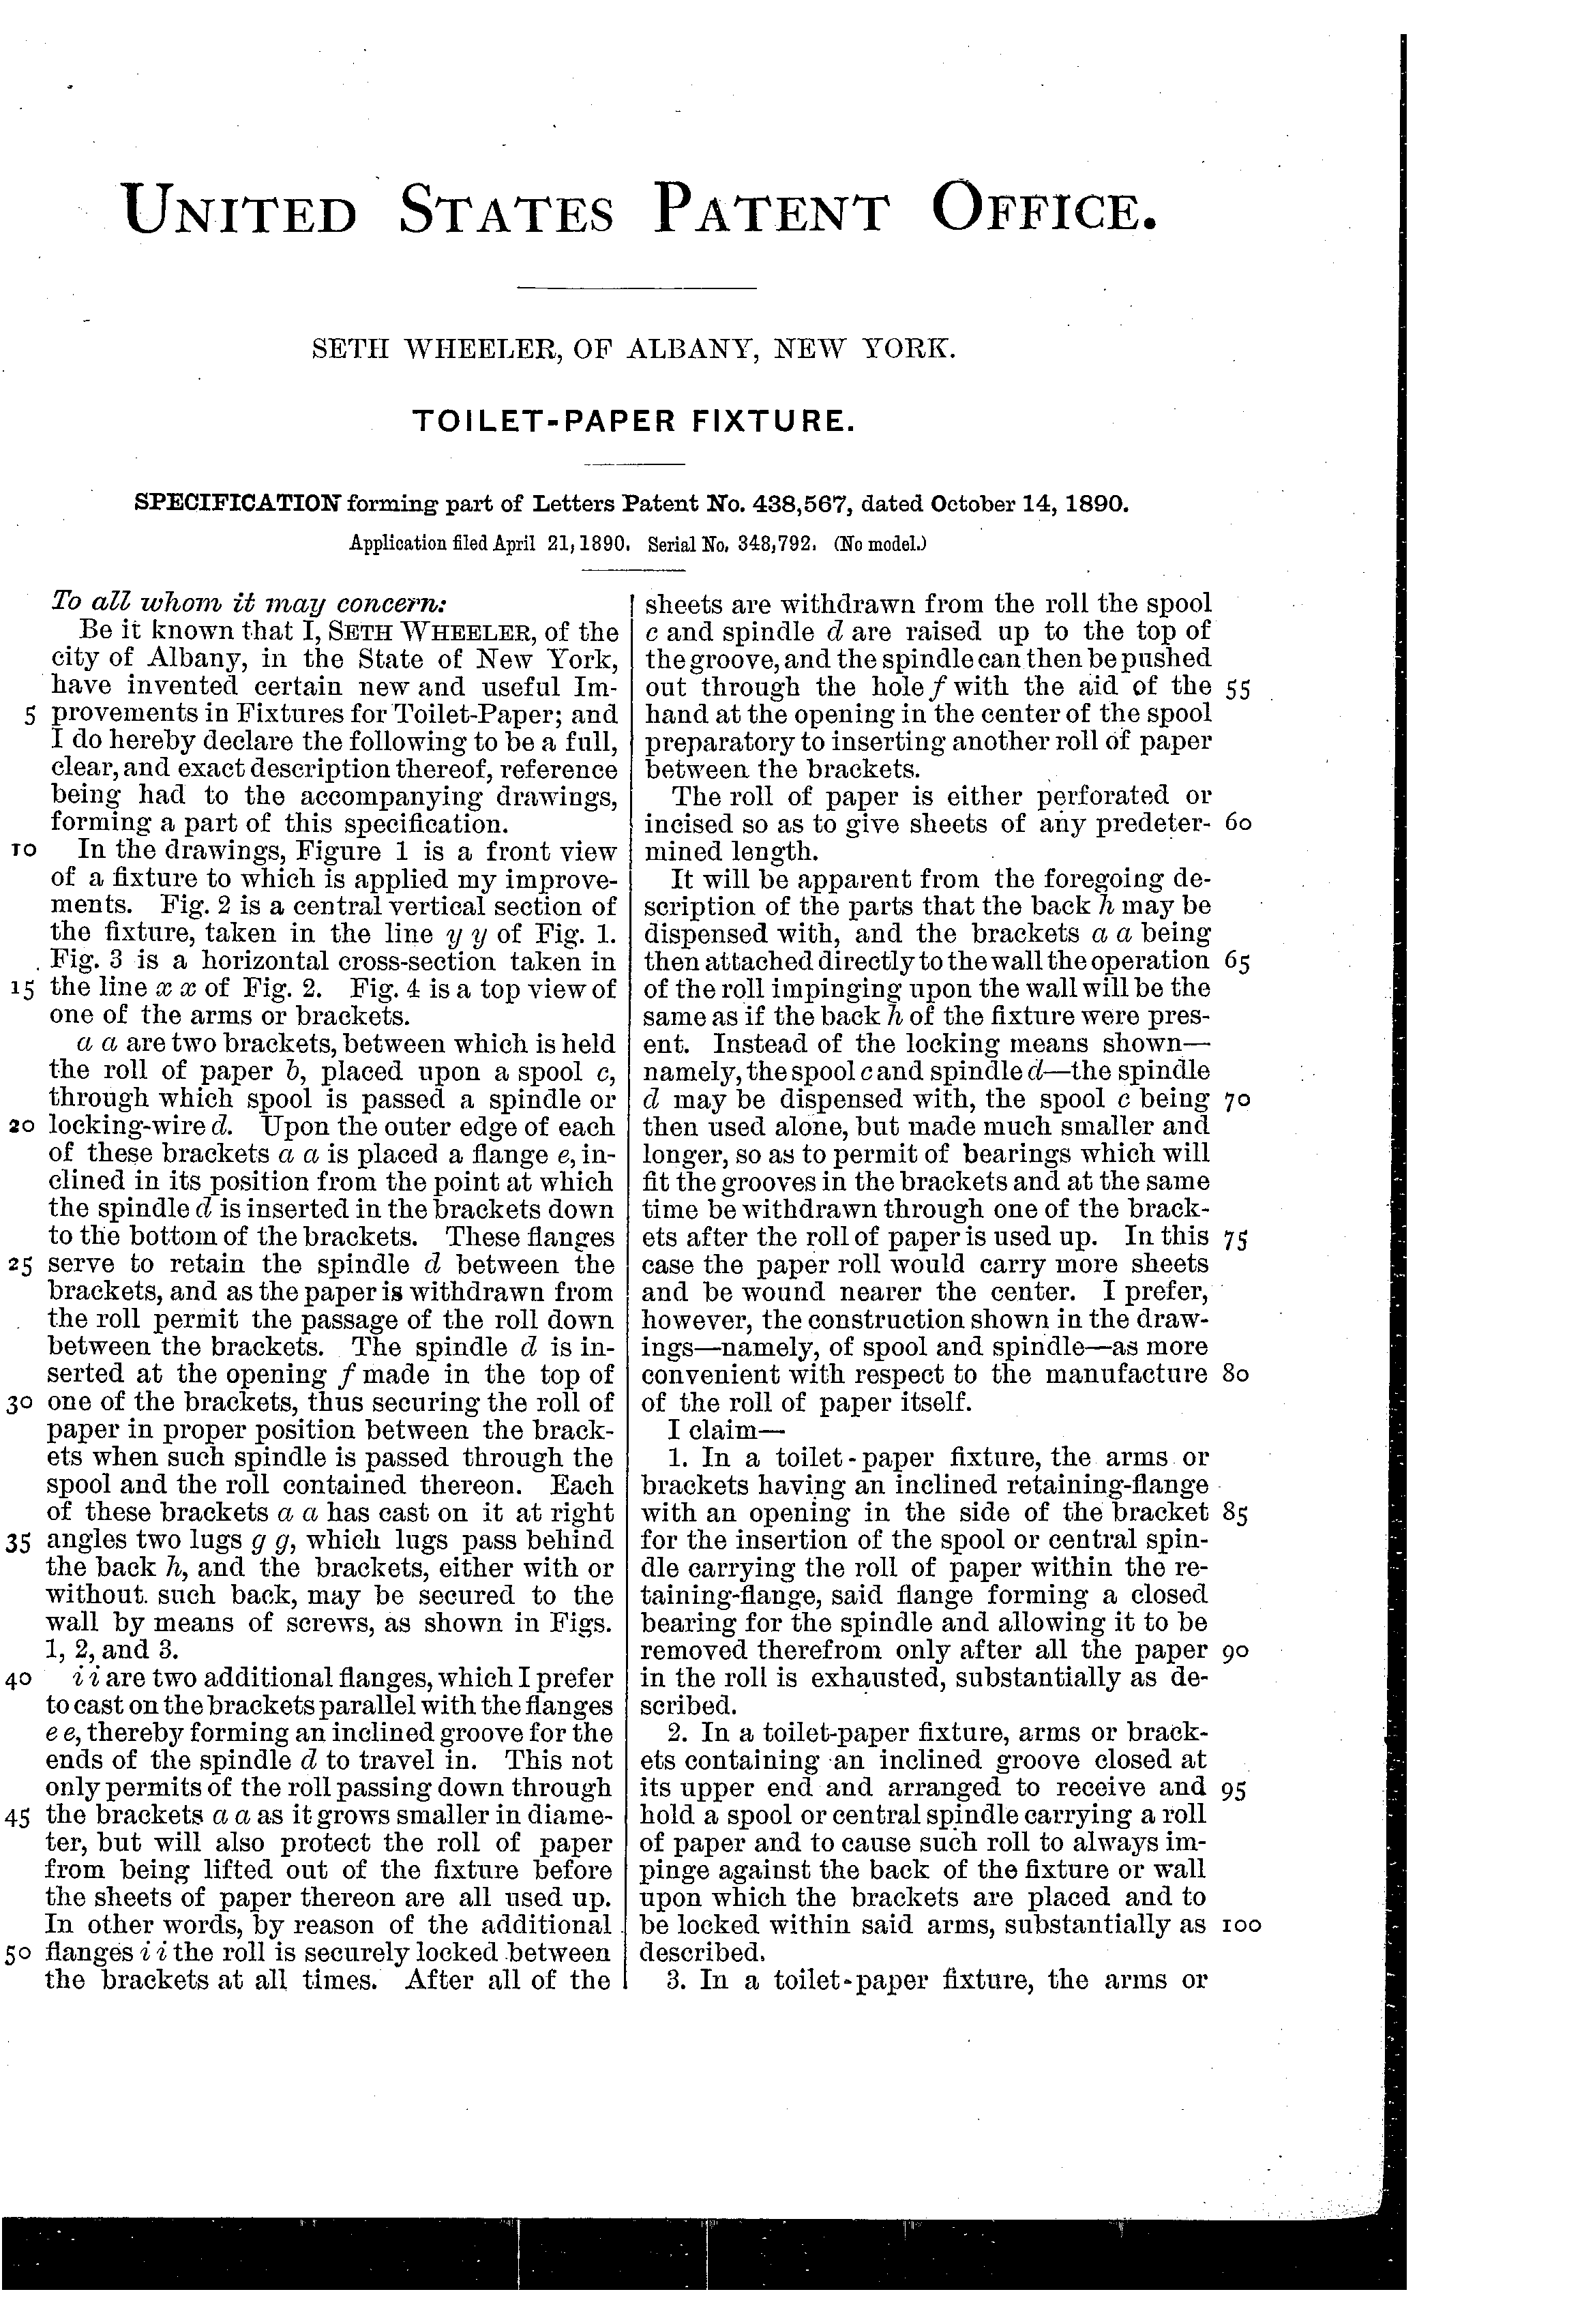 UNITED STATES PATENT OFFICE.
SETH WHEELER, OF ALBANY, NEW YORK.
TOILET-PAPER FIXTURE.
SPECIFICATION forming part of Letters Patent No. 438,567, dated October 14, 1890.
Application filed April 21, 1890. Serial No. 348,792. (No model.)
To all whom it may concern:
Be it known that I, SETH WHEELER, of the
city of Albany, in the State of New York,
have invented certain new and useful Im-
5 provements in Fixtures for Toilet-Paper; and
I do hereby declare the following to be a full,
clear, and exact description thereof, reference
being had to the accompanying drawings,
forming a part of this specification.
10 In the drawings, Figure 1 is a front view
of a fixture to which is applied my improve-
ments. Fig. 2 is a central vertical section of
the fixture, taken in the line y y of Fig. 1.
Fig. 3 is a horizontal cross-section taken in
15 the line x x of Fig. 2. Fig. 4 is a top view of
one of the arms or brackets.
a a are two brackets, between which is held
the roll of paper b, placed upon a spool c,
through which spool is passed a spindle or
20 locking-wire d. Upon the outer edge of each
of these brackets a a is placed a flange e, in-
clined in its position from the point at which
the spindle d is inserted in the brackets down
to the bottom of the brackets. These flanges
25 serve to retain the spindle d between the
brackets, and as the paper is withdrawn from
the roll permit the passage of the roll down
between the brackets. The spindle d is in-
serted at the opening f made in the top of
30 one of the brackets, thus securing the roll of
paper in proper position between the brack-
ets when such spindle is passed through the
spool and the roll contained thereon. Each
of these brackets a a has cast on it at right
35 angles two lugs g g, which lugs pass behind
the back h, and the brackets, either with or
without. such back, may be secured to the
wall by means of screws, as shown in Figs.
1, 2, and 3.
40 i i are two additional flanges, which I prefer
to cast on the brackets parallel with the flanges
e e, thereby forming an inclined groove for the
ends of the spindle d to travel in. This not
only permits of the roll passing down through
45 the brackets a a as it grows smaller in diame-
ter, but will also protect the roll of paper
from being lifted out of the fixture before
the sheets of paper thereon are all used up.
In other words, by reason of the additional
50 flanges i i the roll is securely locked between
the brackets at all times. After all of the
sheets are withdrawn from the roll the spool
c and spindle d are raised up to the top of
the groove, and the spindle can then be pushed
out through the hole f with the aid of the 55
hand at the opening in the center of the spool
preparatory to inserting another roll of paper
between the brackets.
The roll of paper is either perforated or
incised so as to give sheets of any predeter- 60
mined length.
It will be apparent from the foregoing de-
scription of the parts that the back h may be
dispensed with, and the brackets a a being
then attached directly to the wall the operation 65
of the roll impinging upon the wall will be the
same as if the back h of the fixture were pres-
ent. Instead of the locking means shown—
namely, the spool c and spindle d—the spindle
d may be dispensed with, the spool c being 70
then used alone, but made much smaller and
longer, so as to permit of bearings which will
fit the grooves in the brackets and at the same
time be withdrawn through one of the brack-
ets after the roll of paper is used up. In this 75
case the paper roll would carry more sheets
and be wound nearer the center. I prefer,
however, the construction shown in the draw-
ings—namely, of spool and spindle—as more
convenient with respect to the manufacture 80
of the roll of paper itself.
I claim—
1. In a toilet-paper fixture, the arms or
brackets having an inclined retaining-flange
with an opening in the side of the bracket 85
for the insertion of the spool or central spin-
dle carrying the roll of paper within the re-
taining-flange, said flange forming a closed
bearing for the spindle and allowing it to be
removed therefrom only after all the paper 90
in the roll is exhausted, substantially as de-
scribed.
2. In a toilet-paper fixture, arms or brack-
ets containing an inclined groove closed at
its upper end and arranged to receive and 95
hold a spool or central spindle carrying a roll
of paper and to cause such roll to always im-
pinge against the back of the fixture or wall
upon which the brackets are placed and to
be locked within said arms, substantially as 100
described.
3. In a toilet-paper fixture, the arms or